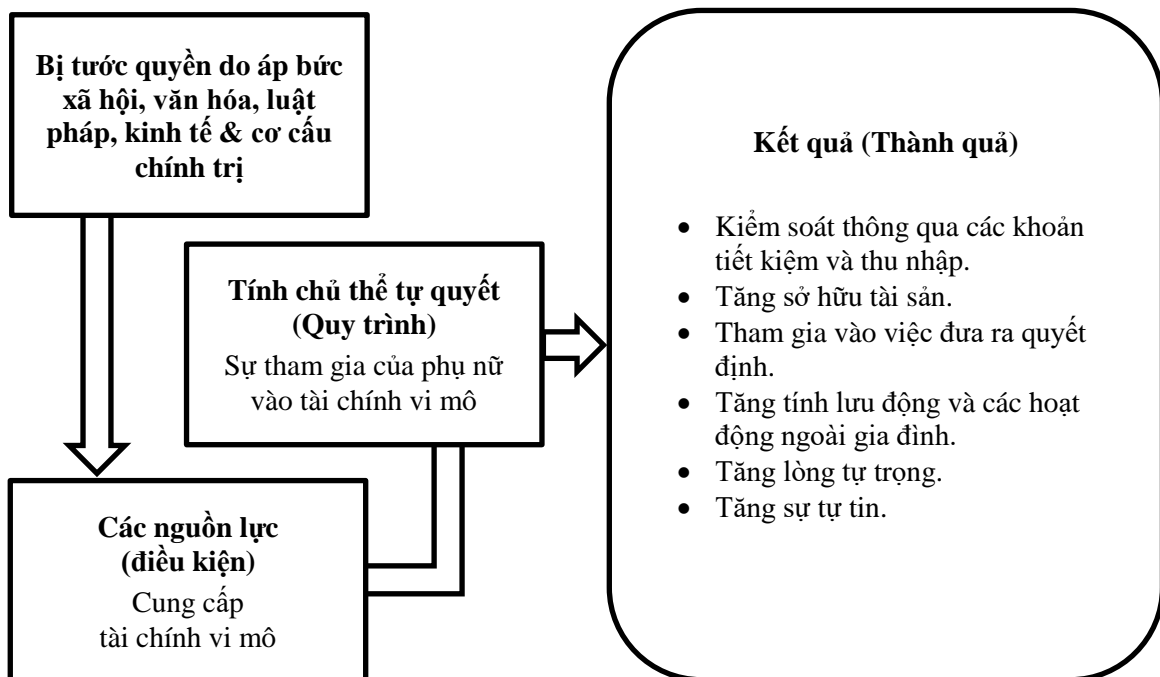 Bị tước quyền do áp bức
xã hội, văn hóa, luật
pháp, kinh tế & cơ cấu
chính trị
Tính chủ thể tự quyết
(Quy trình)
Sự tham gia của phụ nữ
vào tài chính vi mô
Các nguồn lực
(điều kiện)
Cung cấp
tài chính vi mô
Kết quả (Thành quả)
• Kiểm soát thông qua các khoản
tiết kiệm và thu nhập.
• Tăng sở hữu tài sản.
• Tham gia vào việc đưa ra quyết
định.
• Tăng tính lưu động và các hoạt
động ngoài gia đình.
• Tăng lòng tự trọng.
• Tăng sự tự tin.